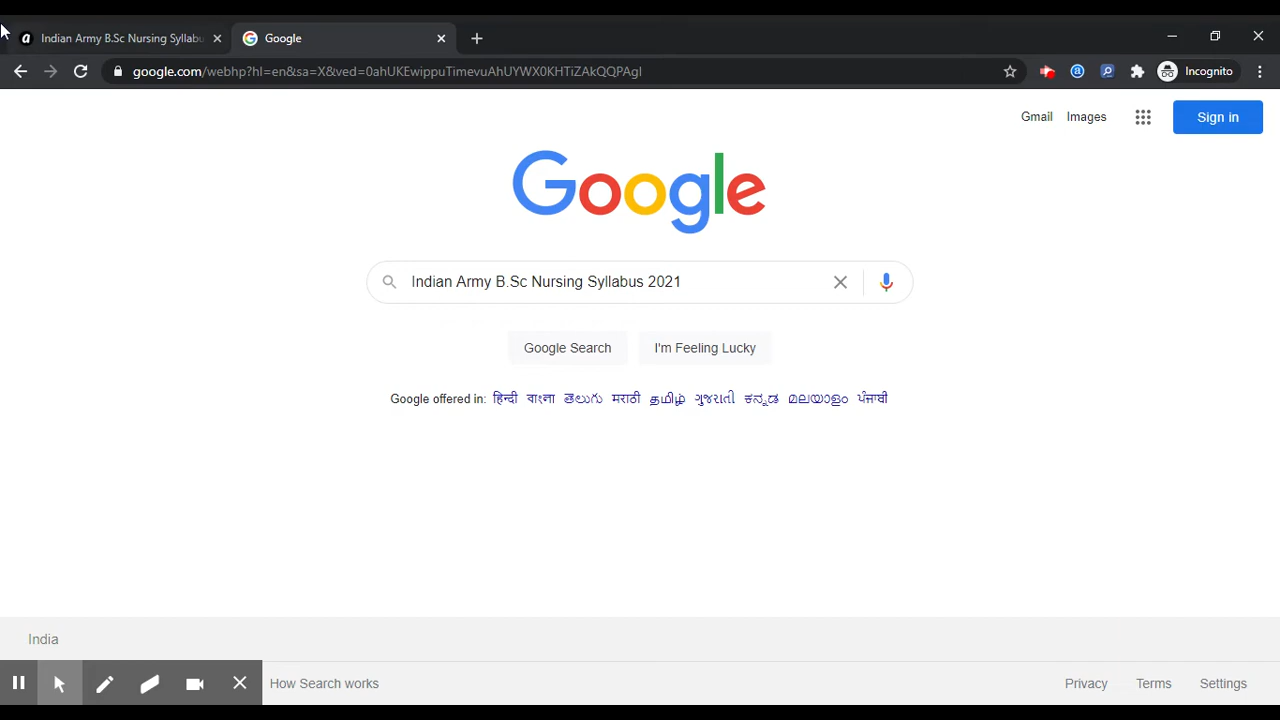 Indian Army B.Sc Nursing Syllabu
Google
google.com/webhp?hl=en&sa=X&ved=0ahUKEwippuTimevuAhUYWX0KHTiZAkQQPAgI
Incognito
Gmail Images
Sign in
Google
Indian Army B.Sc Nursing Syllabus 2021
Google Search I'm Feeling Lucky
Google offered in: हिन्दी বাংলা తెలుగు मराठी தமிழ் ગુજરાતી ಕನ್ನಡ മലയാളം ਪੰਜਾਬੀ
India
How Search works Privacy Terms Settings